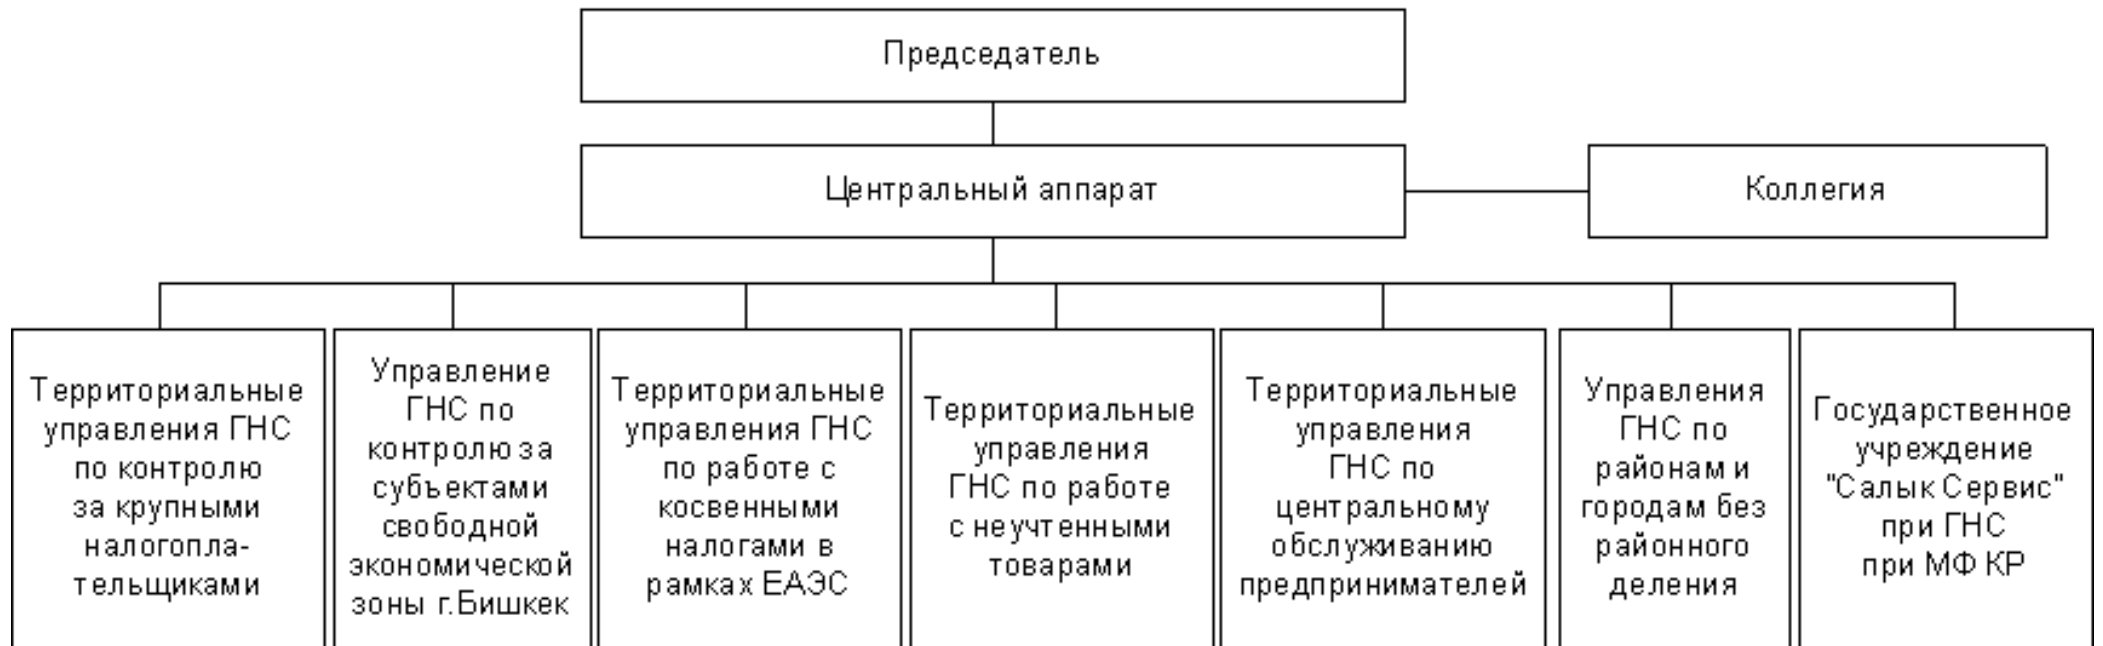 Председатель
Центральный аппарат
Коллегия
Территориальные
управления ГНС
по контролю
за крупными
налогопла-
тельщиками
Управление
ГНС по
контролю за
субъектами
свободной
экономической
зоны г.Бишкек
Территориальные
управления ГНС
по работе с
косвенными
налогами в
рамках ЕАЭС
Территориальные
управления
ГНС по работе
с неучтенными
товарами
Территориальные
управления
ГНС по
центральному
обслуживанию
предпринимателей
Управления
ГНС по
районам и
городам без
районного
деления
Государственное
учреждение
"Салык Сервис"
при ГНС
при МФ КР